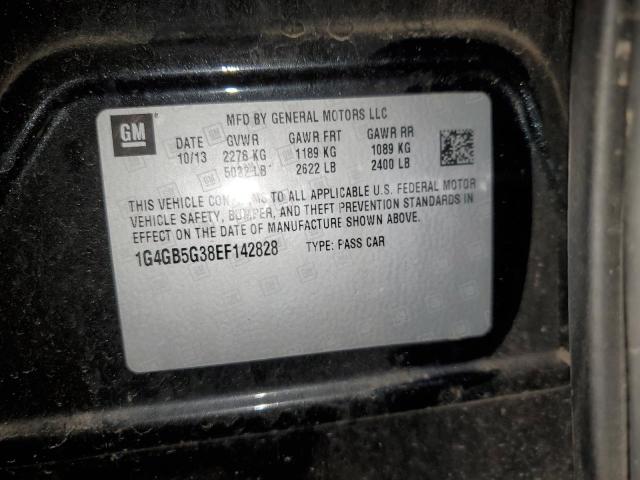 GM
MFD BY GENERAL MOTORS LLC
DATE GVWR GAWR FRT GAWR RR
10/13 2278 KG 1189 KG 1089 KG
5022 LB 2622 LB 2400 LB
THIS VEHICLE CONFORMS TO ALL APPLICABLE U.S. FEDERAL MOTOR
VEHICLE SAFETY, BUMPER, AND THEFT PREVENTION STANDARDS IN
EFFECT ON THE DATE OF MANUFACTURE SHOWN ABOVE.
1G4GB5G38EF142828 TYPE: PASS CAR